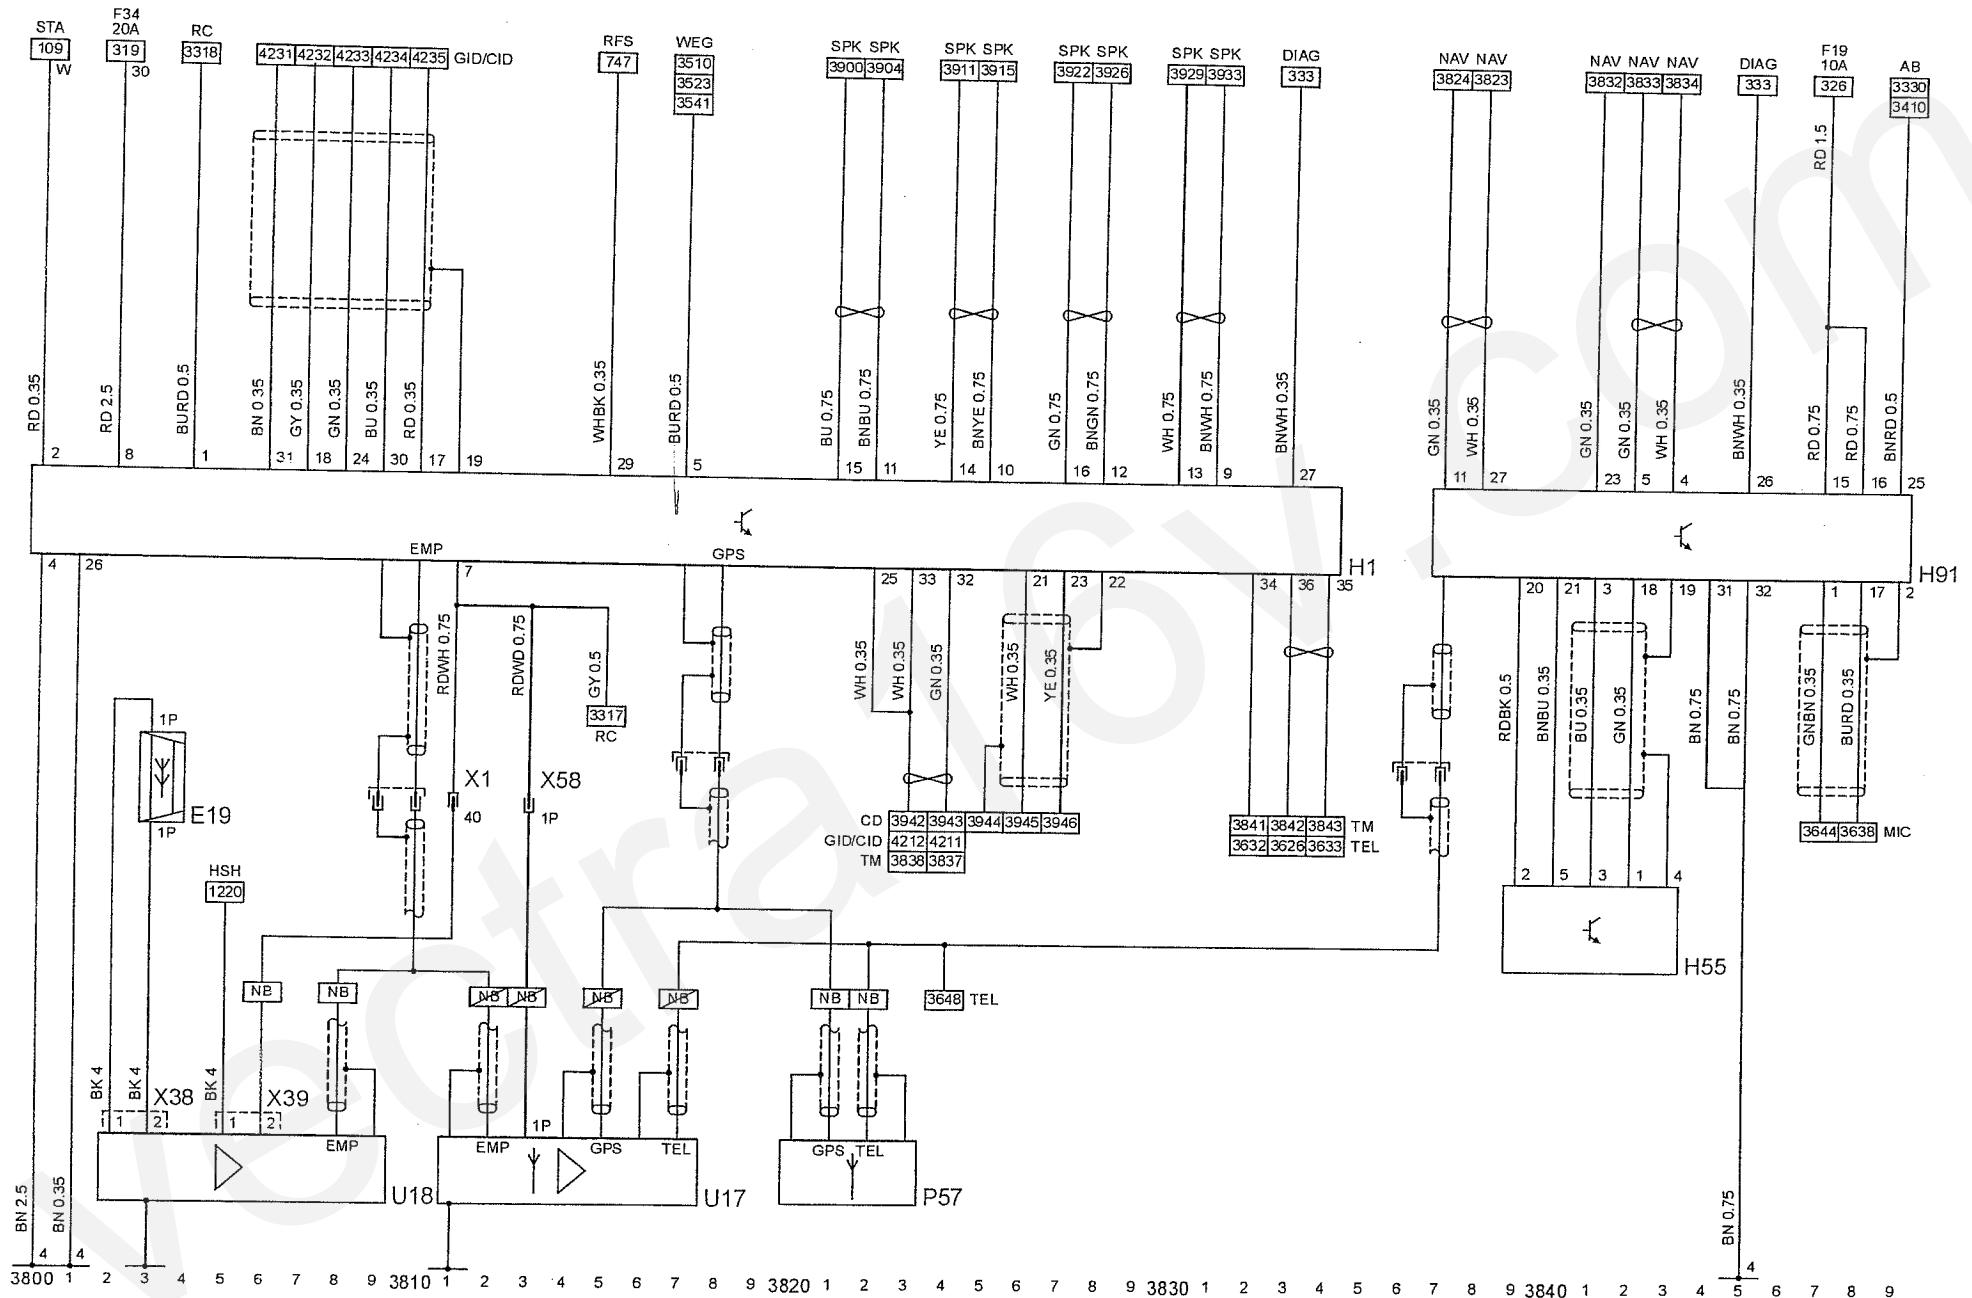 STA
109
W
F34
20A
319
30
RC
3318
4231 4232 4233 4234 4235 GID/CID
RFS
747
WEG
3510
3523
3541
SPK SPK
3900 3904
SPK SPK
3911 3915
SPK SPK
3922 3926
SPK SPK
3929 3933
DIAG
333
NAV NAV
3824 3823
NAV NAV NAV
3832 3833 3834
DIAG
333
F19
10A
326
AB
3330
3410
RD 1.5
RD 0.35
RD 2.5
BURD 0.5
BN 0.35
GY 0.35
GN 0.35
BU 0.35
RD 0.35
WHBK 0.35
BURD 0.5
BU 0.75
BNBU 0.75
YE 0.75
BNYE 0.75
GN 0.75
BNGN 0.75
WH 0.75
BNWH 0.75
BNWH 0.35
GN 0.35
WH 0.35
GN 0.35
GN 0.35
WH 0.35
BNWH 0.35
RD 0.75
RD 0.75
BNRD 0.5
2 8 1 31 18 24 30 17 19 29 5 15 11 14 10 16 12 13 9 27
11 27 23 5 4 26 15 16 25
EMP
GPS
H1
H91
4 26 7 25 33 32 21 23 22 34 36 35
20 21 3 18 19 31 32 1 17 2
RDWH 0.75
RDWD 0.75
GY 0.5
3317
RC
WH 0.35
WH 0.35
GN 0.35
WH 0.35
YE 0.35
RDBK 0.5
BNBU 0.35
BU 0.35
GN 0.35
BN 0.75
BN 0.75
GNBN 0.35
BURD 0.35
1P
E19
1P
X1
40
X58
1P
CD 3942 3943 3944 3945 3946
GID/CID 4212 4211
TM 3838 3837
3841 3842 3843 TM
3632 3626 3633 TEL
3644 3638 MIC
HSH
1220
2 5 3 1 4
H55
NB
NB
NB NB
NB
NB
NB NB
3648 TEL
BK 4
BK 4
BK 4
X38
1 2
X39
1 2
EMP
U18
EMP
1P
GPS
TEL
U17
GPS TEL
P57
BN 2.5
BN 0.35
BN 0.75
4 4 4
3800 1 2 3 4 5 6 7 8 9 3810 1 2 3 4 5 6 7 8 9 3820 1 2 3 4 5 6 7 8 9 3830 1 2 3 4 5 6 7 8 9 3840 1 2 3 4 5 6 7 8 9
vectra16v.com